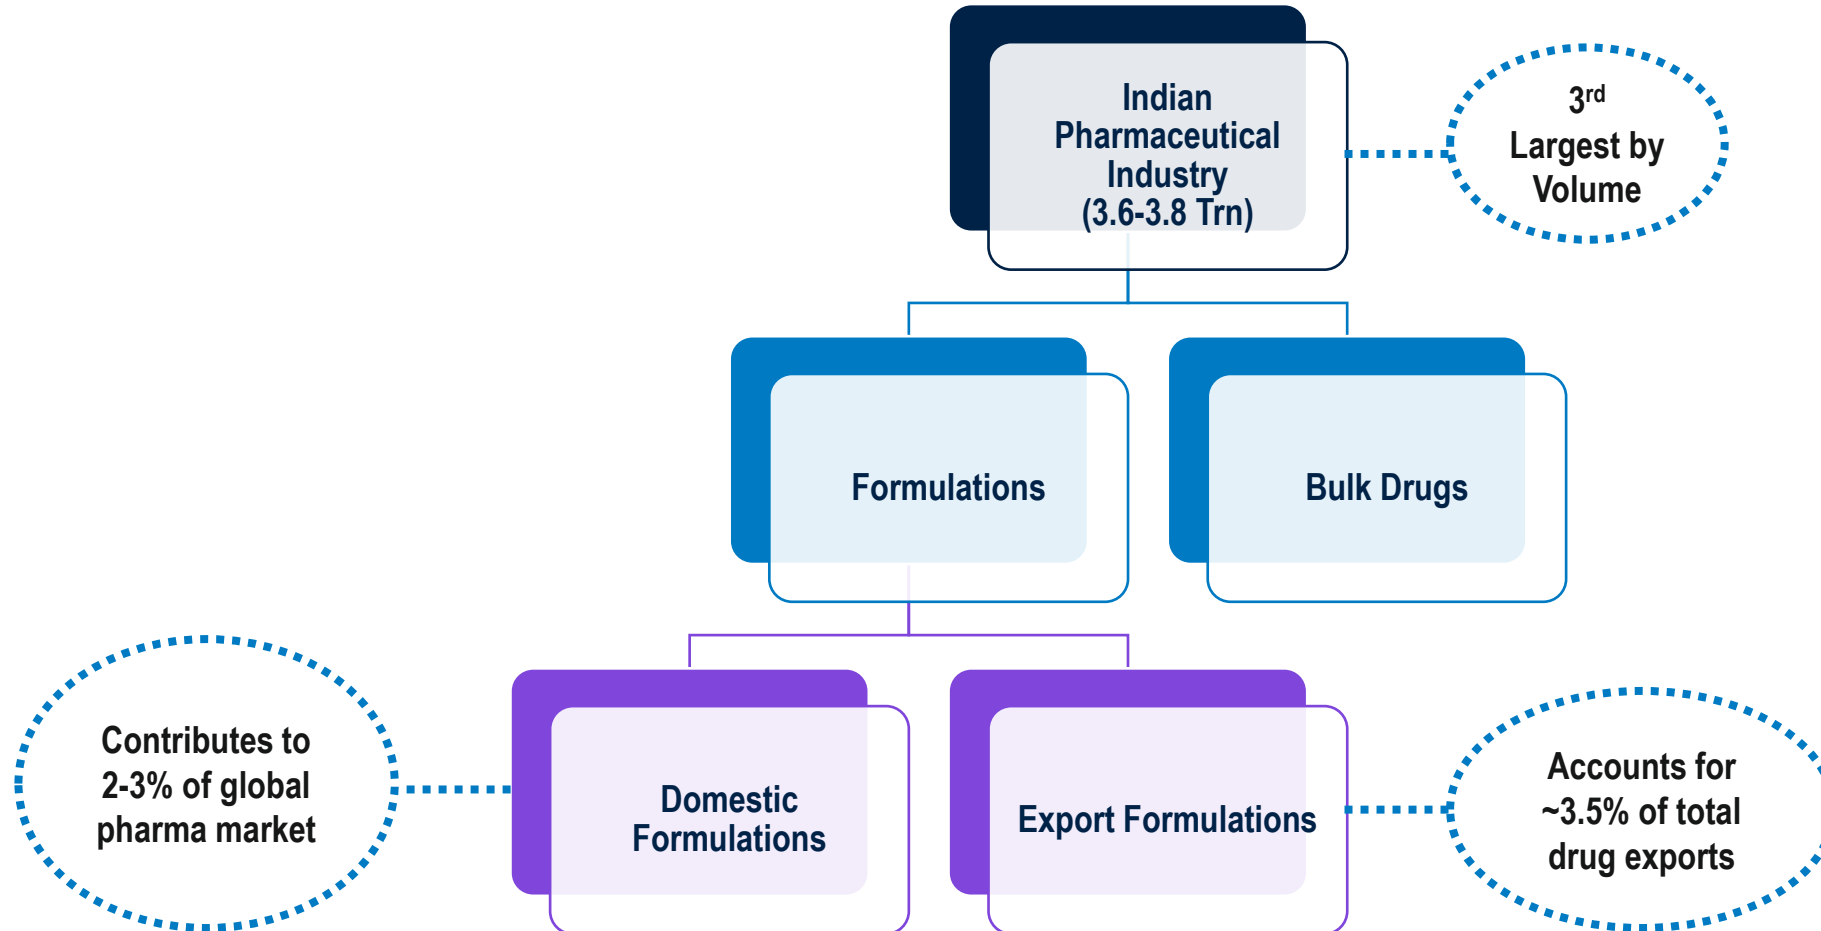 Indian
Pharmaceutical
Industry
(3.6-3.8 Trn)
3rd
Largest by
Volume
Formulations
Bulk Drugs
Contributes to
2-3% of global
pharma market
Domestic
Formulations
Export Formulations
Accounts for
~3.5% of total
drug exports